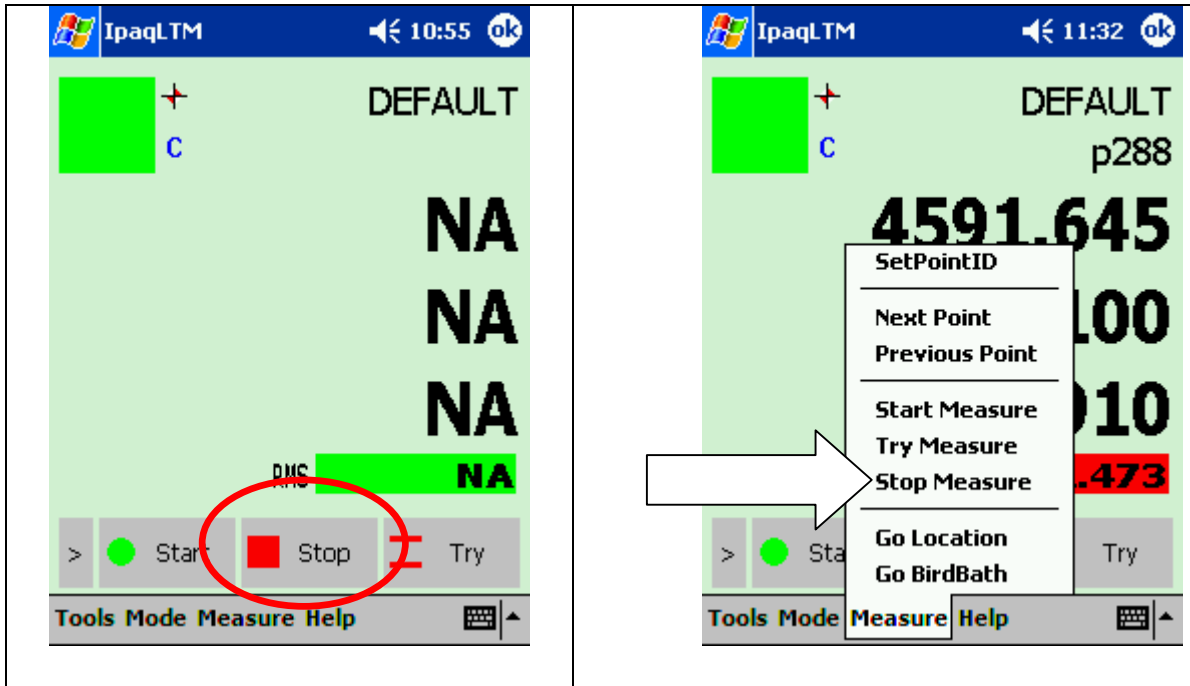 IpaqLTM 10:55 ok
DEFAULT
C
NA
NA
NA
RMS NA
> Start Stop Try
Tools Mode Measure Help
IpaqLTM 11:32 ok
DEFAULT
C p288
4591.645
SetPointID
Next Point
Previous Point
Start Measure
Try Measure
Stop Measure
Go Location
Go BirdBath
> Try
Tools Mode Measure Help